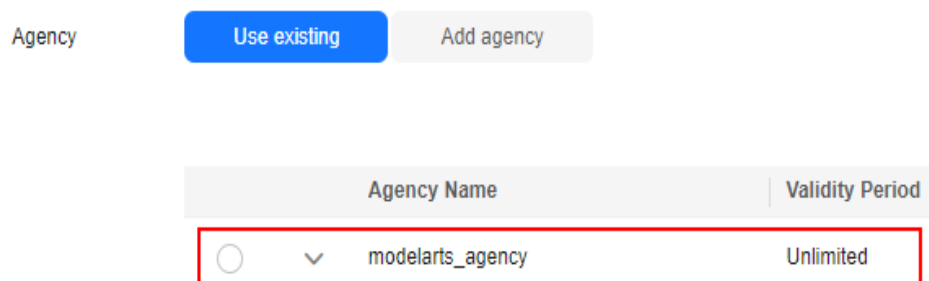 Agency Use existing Add agency
Agency Name Validity Period
modelarts_agency Unlimited